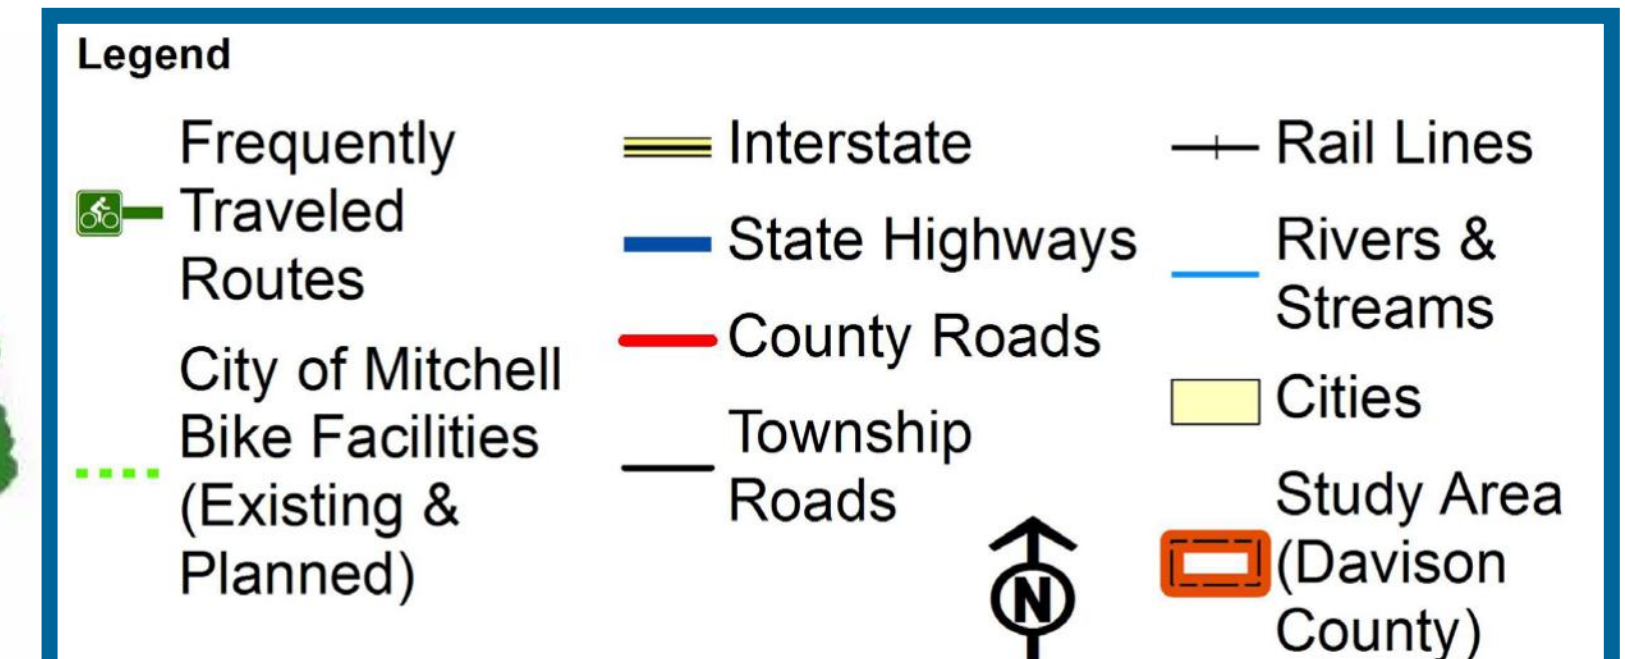 Legend
Frequently
Traveled
Routes
City of Mitchell
Bike Facilities
(Existing &
Planned)
Interstate
State Highways
County Roads
Township
Roads
N
Rail Lines
Rivers &
Streams
Cities
Study Area
(Davison
County)